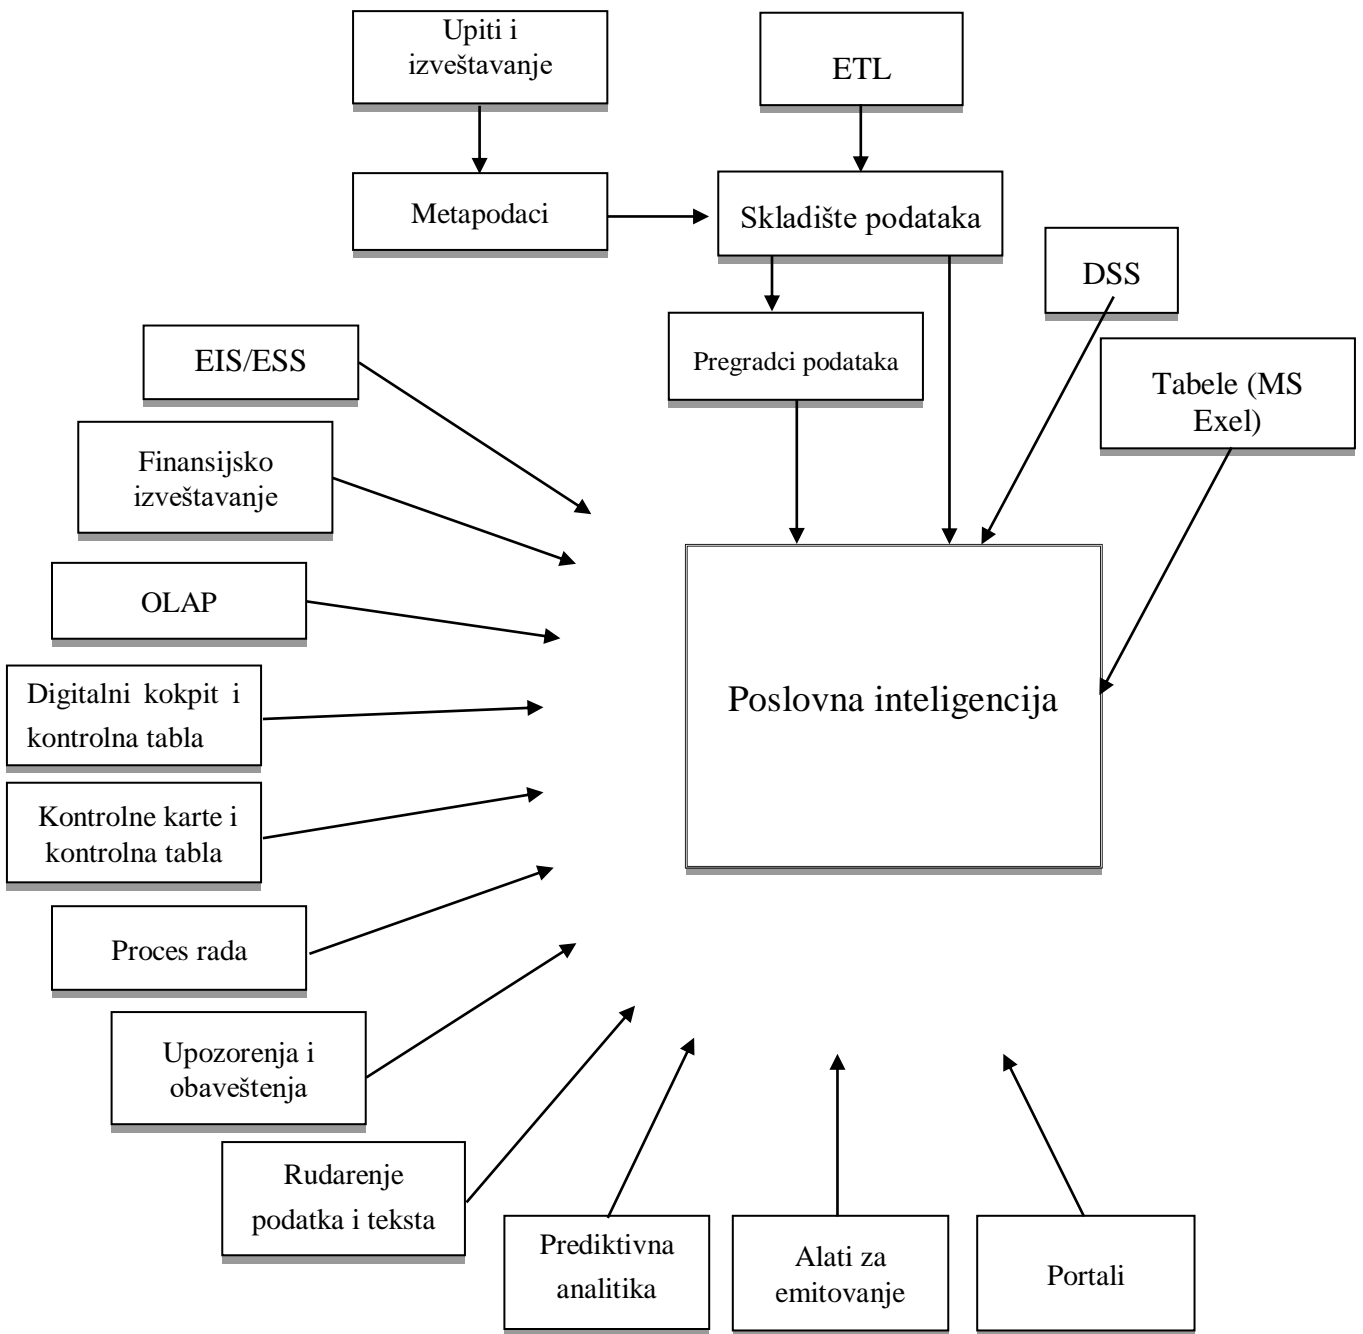 Upiti i
izveštavanje
ETL
Metapodaci
Skladište podataka
DSS
EIS/ESS
Pregradci podataka
Tabele (MS
Exel)
Finansijsko
izveštavanje
OLAP
Digitalni kokpit i
kontrolna tabla
Poslovna inteligencija
Kontrolne karte i
kontrolna tabla
Proces rada
Upozorenja i
obaveštenja
Rudarenje
podatka i teksta
Prediktivna
analitika
Alati za
emitovanje
Portali